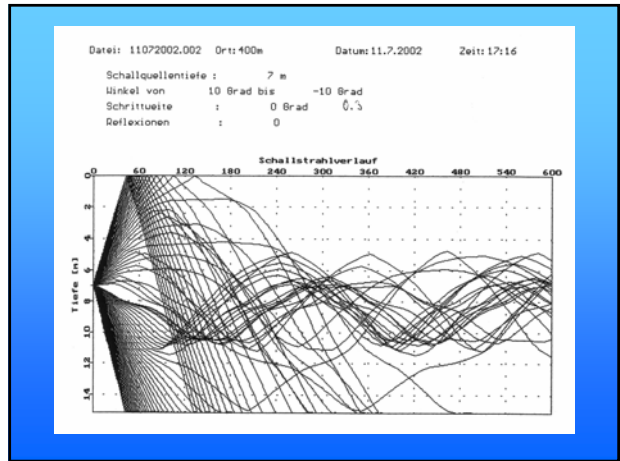 Datei: 11072002.002 Ort:400m Datum:11.7.2002 Zeit:17:16
Schallquellentiefe : 7 m
Winkel von 10 Grad bis -10 Grad
Schrittweite : 0 Grad 0.3
Reflexionen : 0
Schallstrahlverlauf
0 60 120 180 240 300 360 420 480 540 600
Tiefe [m]
0
2
4
6
8
10
12
14